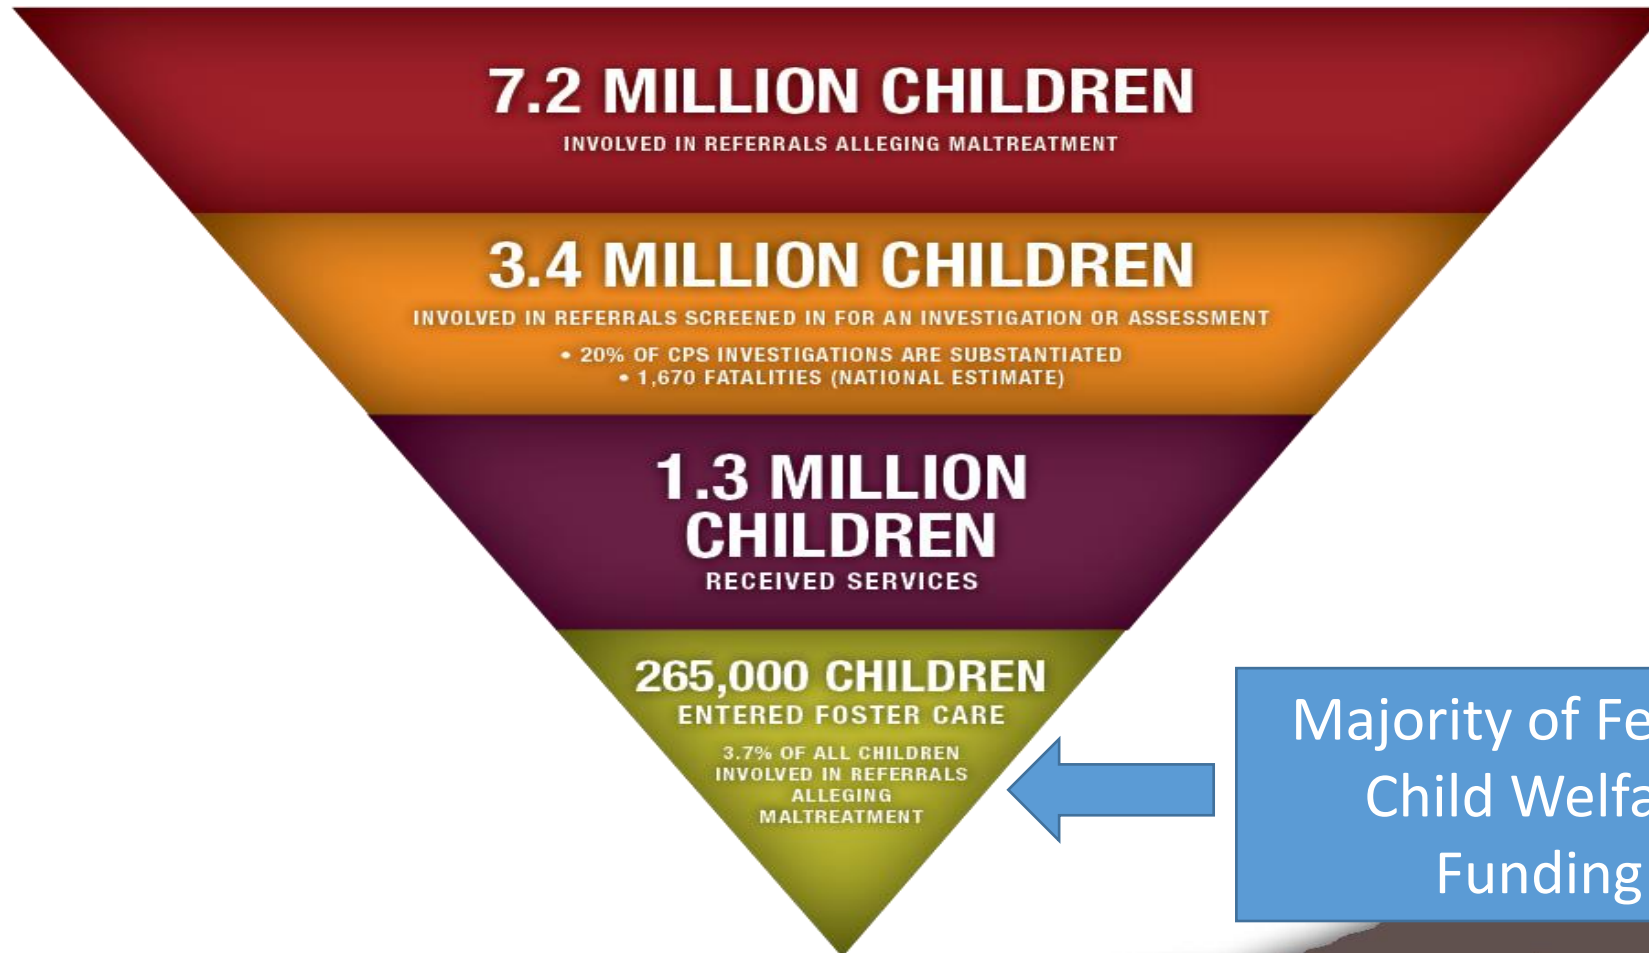 7.2 MILLION CHILDREN
INVOLVED IN REFERRALS ALLEGING MALTREATMENT
3.4 MILLION CHILDREN
INVOLVED IN REFERRALS SCREENED IN FOR AN INVESTIGATION OR ASSESSMENT
• 20% OF CPS INVESTIGATIONS ARE SUBSTANTIATED
• 1,670 FATALITIES (NATIONAL ESTIMATE)
1.3 MILLION
CHILDREN
RECEIVED SERVICES
265,000 CHILDREN
ENTERED FOSTER CARE
3.7% OF ALL CHILDREN
INVOLVED IN REFERRALS
ALLEGING
MALTREATMENT
Majority of Fe
Child Welfa
Funding